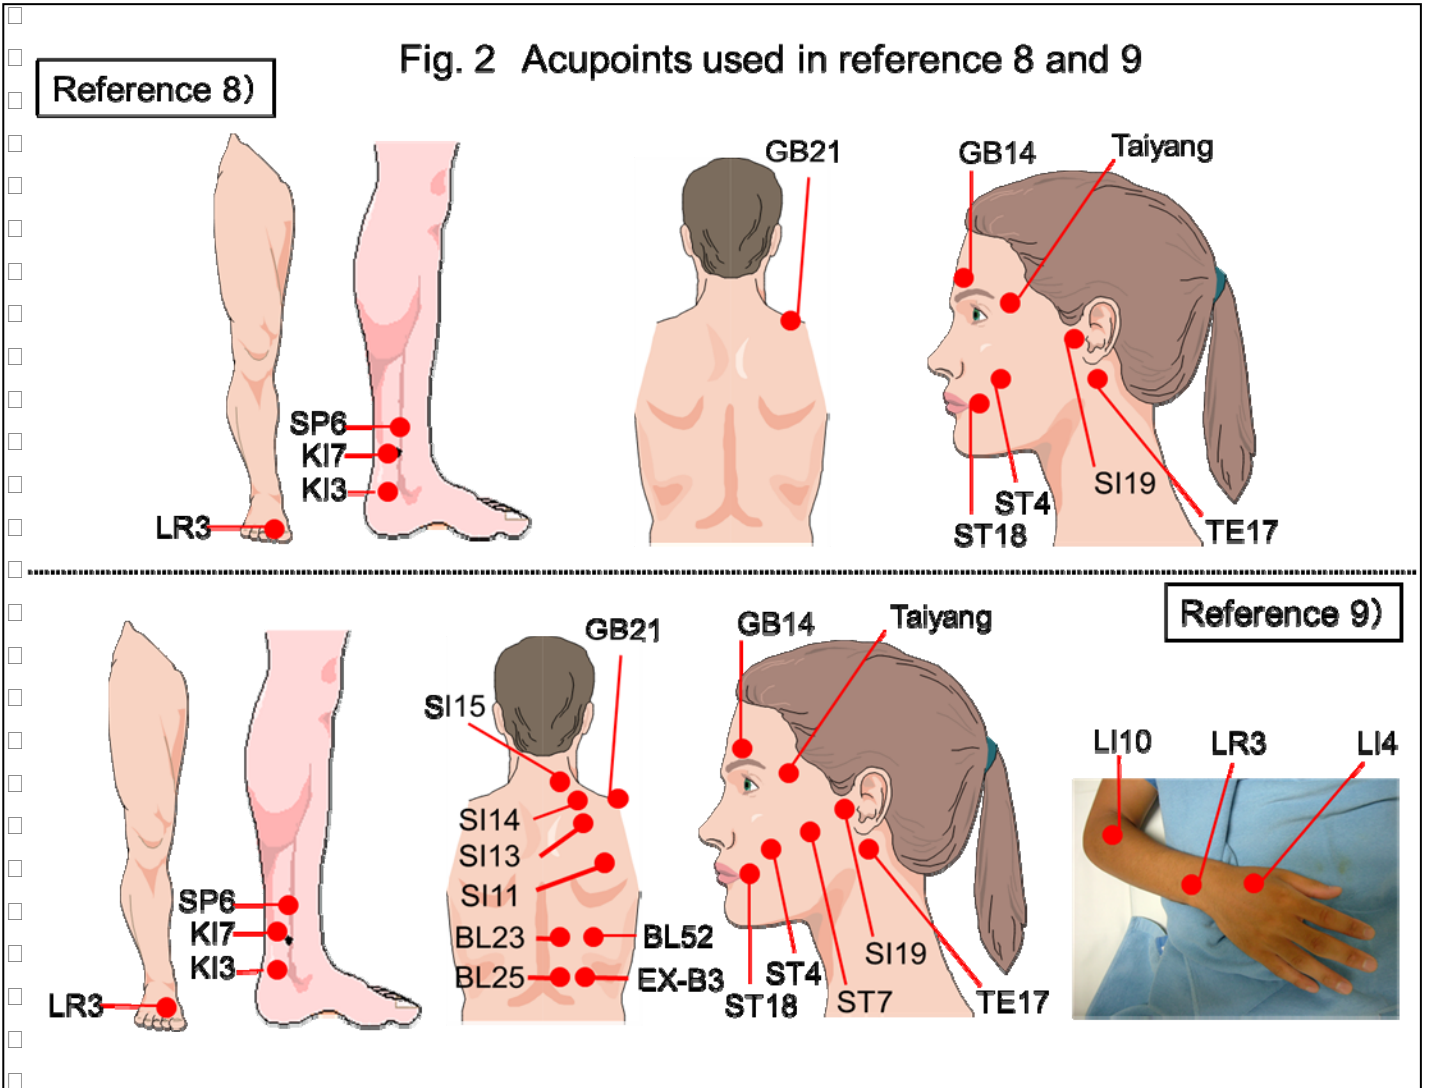 Fig. 2 Acupoints used in reference 8 and 9
Reference 8)
GB21
GB14
Taiyang
SP6
KI7
KI3
LR3
SI19
ST4
ST18
TE17
Reference 9)
GB21
GB14
Taiyang
SI15
LI10
LR3
LI4
SI14
SI13
SI11
SP6
KI7
KI3
LR3
BL23
BL52
BL25
EX-B3
SI19
ST4
ST18
ST7
TE17